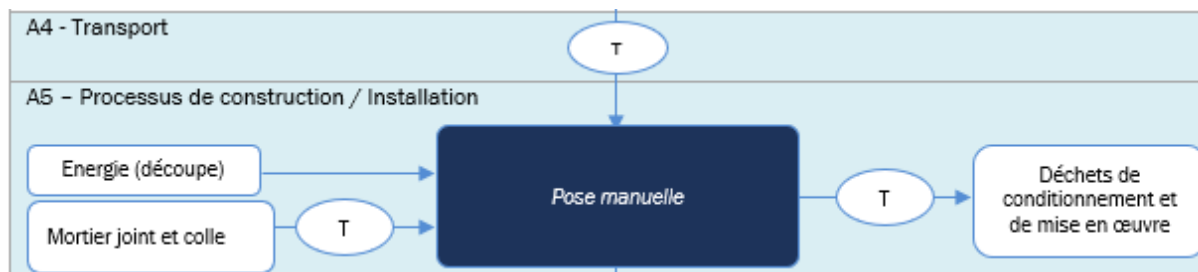 A4 - Transport
T
A5 – Processus de construction / Installation
Energie (découpe)
Pose manuelle
T
Déchets de
conditionnement et
de mise en œuvre
Mortier joint et colle
T